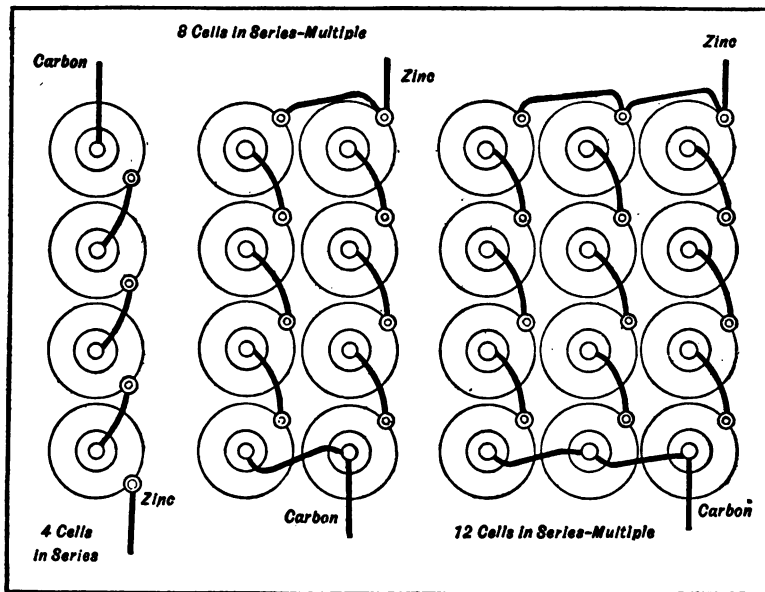 8 Cells in Series-Multiple
Carbon
Zinc
Zinc
Zinc
4 Cells
in Series
Carbon
12 Cells in Series-Multiple
Carbon